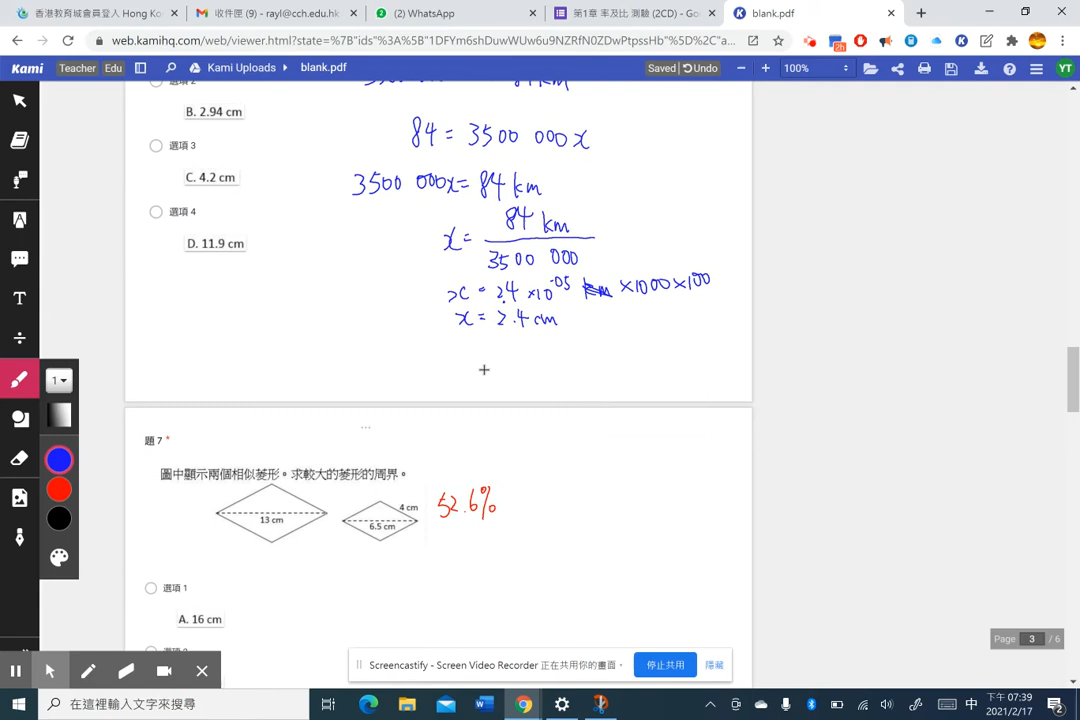 香港教育城會員登入 Hong Ko
收件匣 (9) - rayl@cch.edu.hk
(2) WhatsApp
第1章 率及比 測驗 (2CD) - Go
blank.pdf
web.kamihq.com/web/viewer.html?state=%7B"ids"%3A%5B"1DFYm6shDuwWUw6u9NZRfN0ZDwPtpssHb"%5D%2C"a...
2h
Kami Teacher Edu Kami Uploads blank.pdf Saved Undo 100% YT
選項 2
B. 2.94 cm
選項 3
C. 4.2 cm
選項 4
D. 11.9 cm
84 = 3500 000 x
3500 000x = 84 km
x = 84 km
3500 000
x = 2.4 ×10^-05 km ×1000×100
x = 2.4 cm
1
題 7 *
圖中顯示兩個相似菱形。求較大的菱形的周界。
13 cm
4 cm
6.5 cm
52.6%
選項 1
A. 16 cm
Page 3 / 6
Screencastify - Screen Video Recorder 正在共用你的畫面。 停止共用 隱藏
在這裡輸入文字來搜尋
下午 07:39
2021/2/17
2